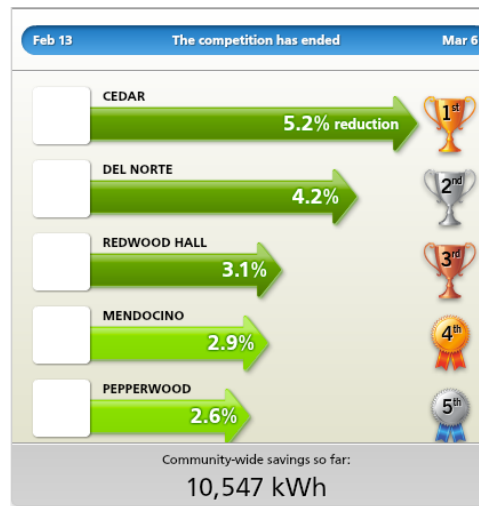 Feb 13 The competition has ended Mar 6
CEDAR
5.2% reduction
1st
DEL NORTE
4.2%
2nd
REDWOOD HALL
3.1%
3rd
MENDOCINO
2.9%
4th
PEPPERWOOD
2.6%
5th
Community-wide savings so far:
10,547 kWh